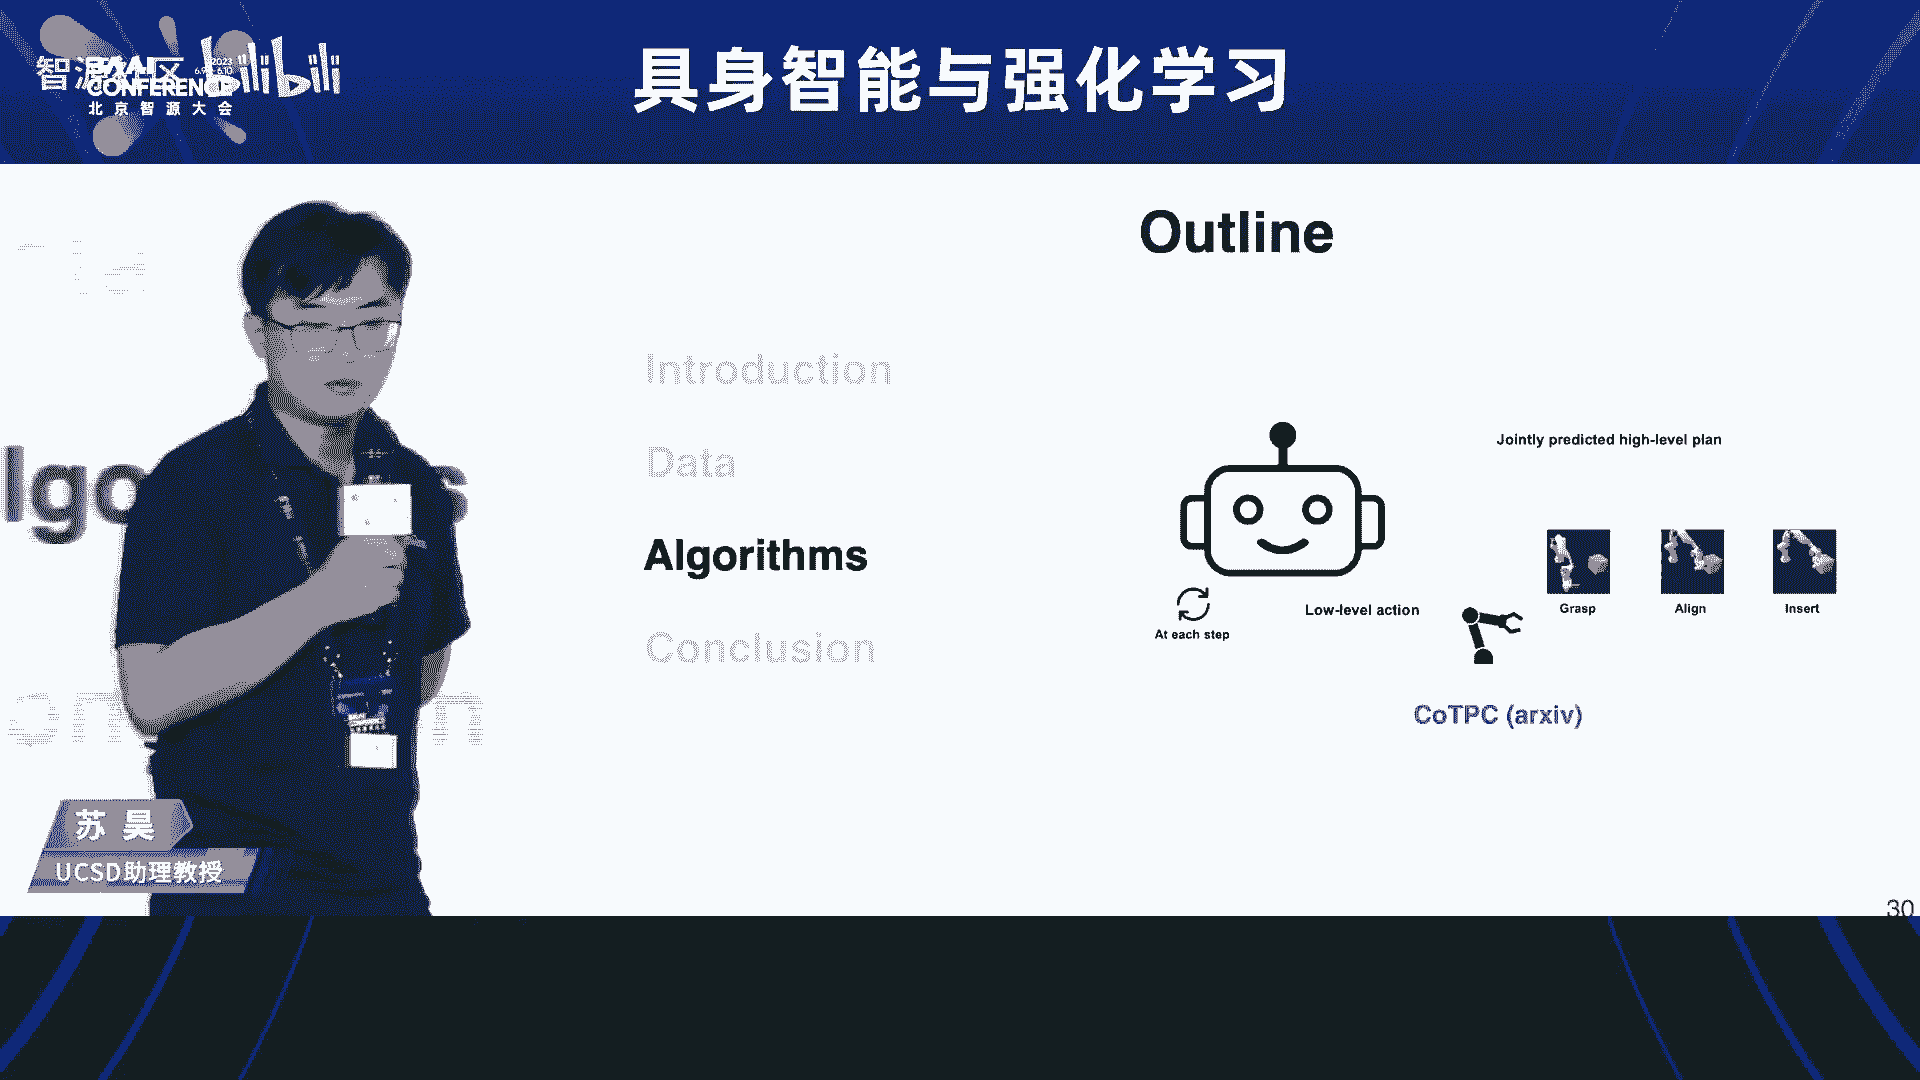 具身智能与强化学习
智源社区 bilibili
BAAI 2023
CONFERENCE
北京智源大会
Outline
Introduction
Data
lgo s
Algorithms
Conclusion
Jointly predicted high-level plan
Grasp Align Insert
Low-level action
At each step
CoTPC (arxiv)
苏昊
UCSD助理教授
30